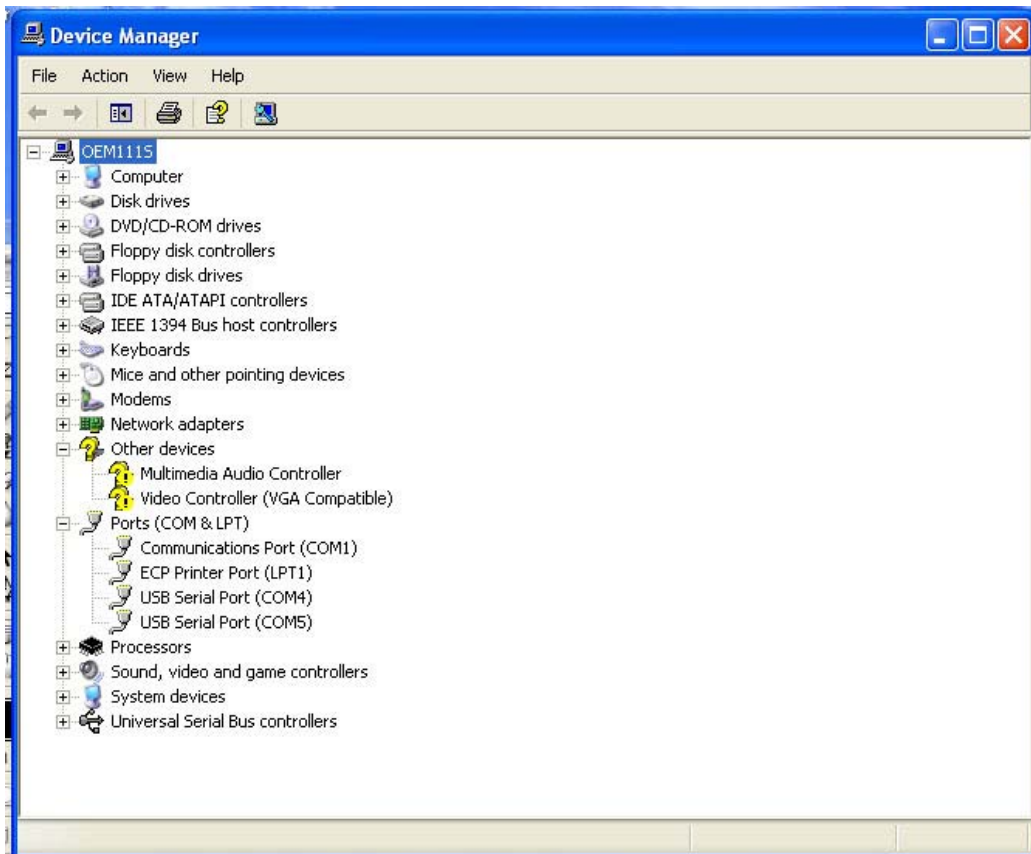 Device Manager
File Action View Help
OEM111S
Computer
Disk drives
DVD/CD-ROM drives
Floppy disk controllers
Floppy disk drives
IDE ATA/ATAPI controllers
IEEE 1394 Bus host controllers
Keyboards
Mice and other pointing devices
Modems
Network adapters
Other devices
Multimedia Audio Controller
Video Controller (VGA Compatible)
Ports (COM & LPT)
Communications Port (COM1)
ECP Printer Port (LPT1)
USB Serial Port (COM4)
USB Serial Port (COM5)
Processors
Sound, video and game controllers
System devices
Universal Serial Bus controllers